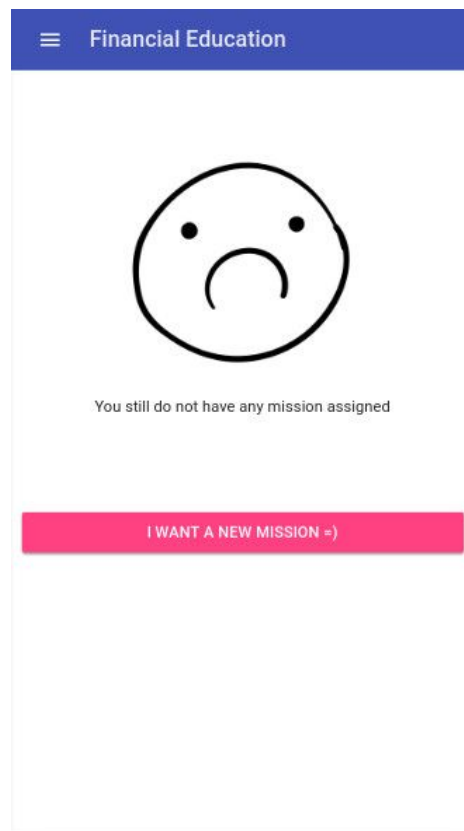 Financial Education
You still do not have any mission assigned
I WANT A NEW MISSION =)